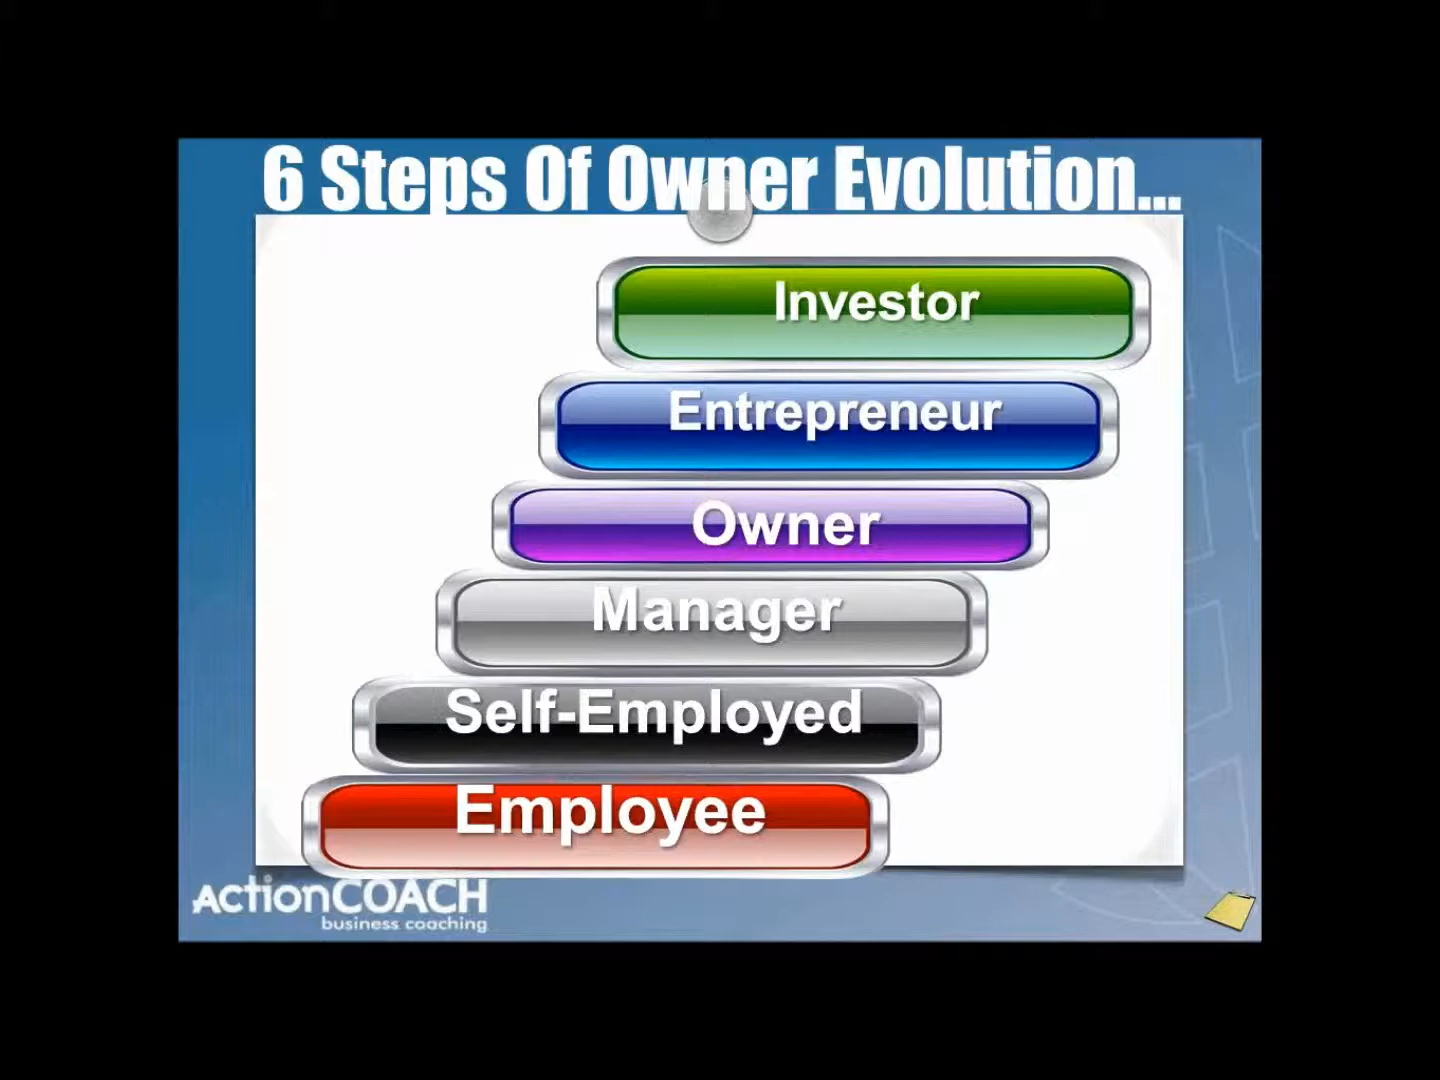 6 Steps Of Owner Evolution...
Investor
Entrepreneur
Owner
Manager
Self-Employed
Employee
ActionCOACH
business coaching